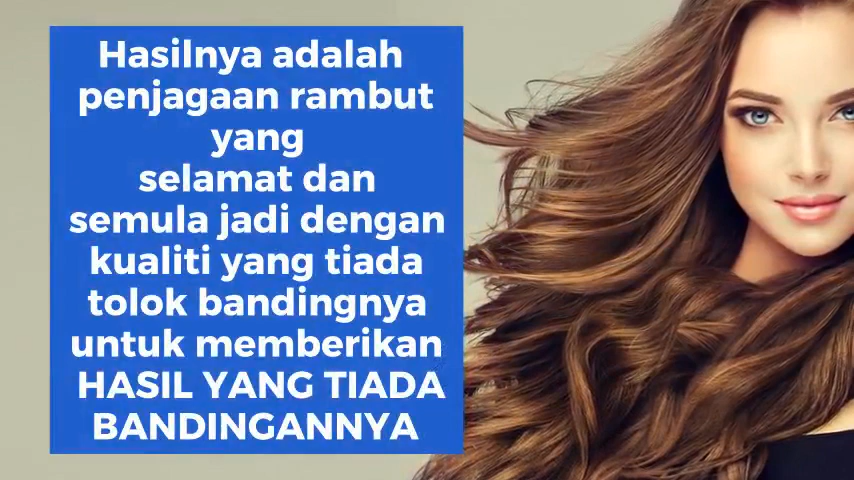 Hasilnya adalah
penjagaan rambut
yang
selamat dan
semula jadi dengan
kualiti yang tiada
tolok bandingnya
untuk memberikan
HASIL YANG TIADA
BANDINGANNYA